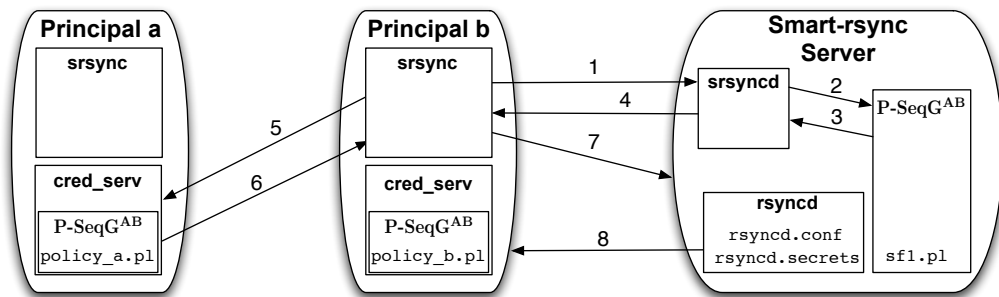 Principal a
srsync
cred_serv
P-SeqG^AB
policy_a.pl
5
6
Principal b
srsync
cred_serv
P-SeqG^AB
policy_b.pl
1
4
7
8
Smart-rsync
Server
srsyncd
2
3
P-SeqG^AB
sf1.pl
rsyncd
rsyncd.conf
rsyncd.secrets